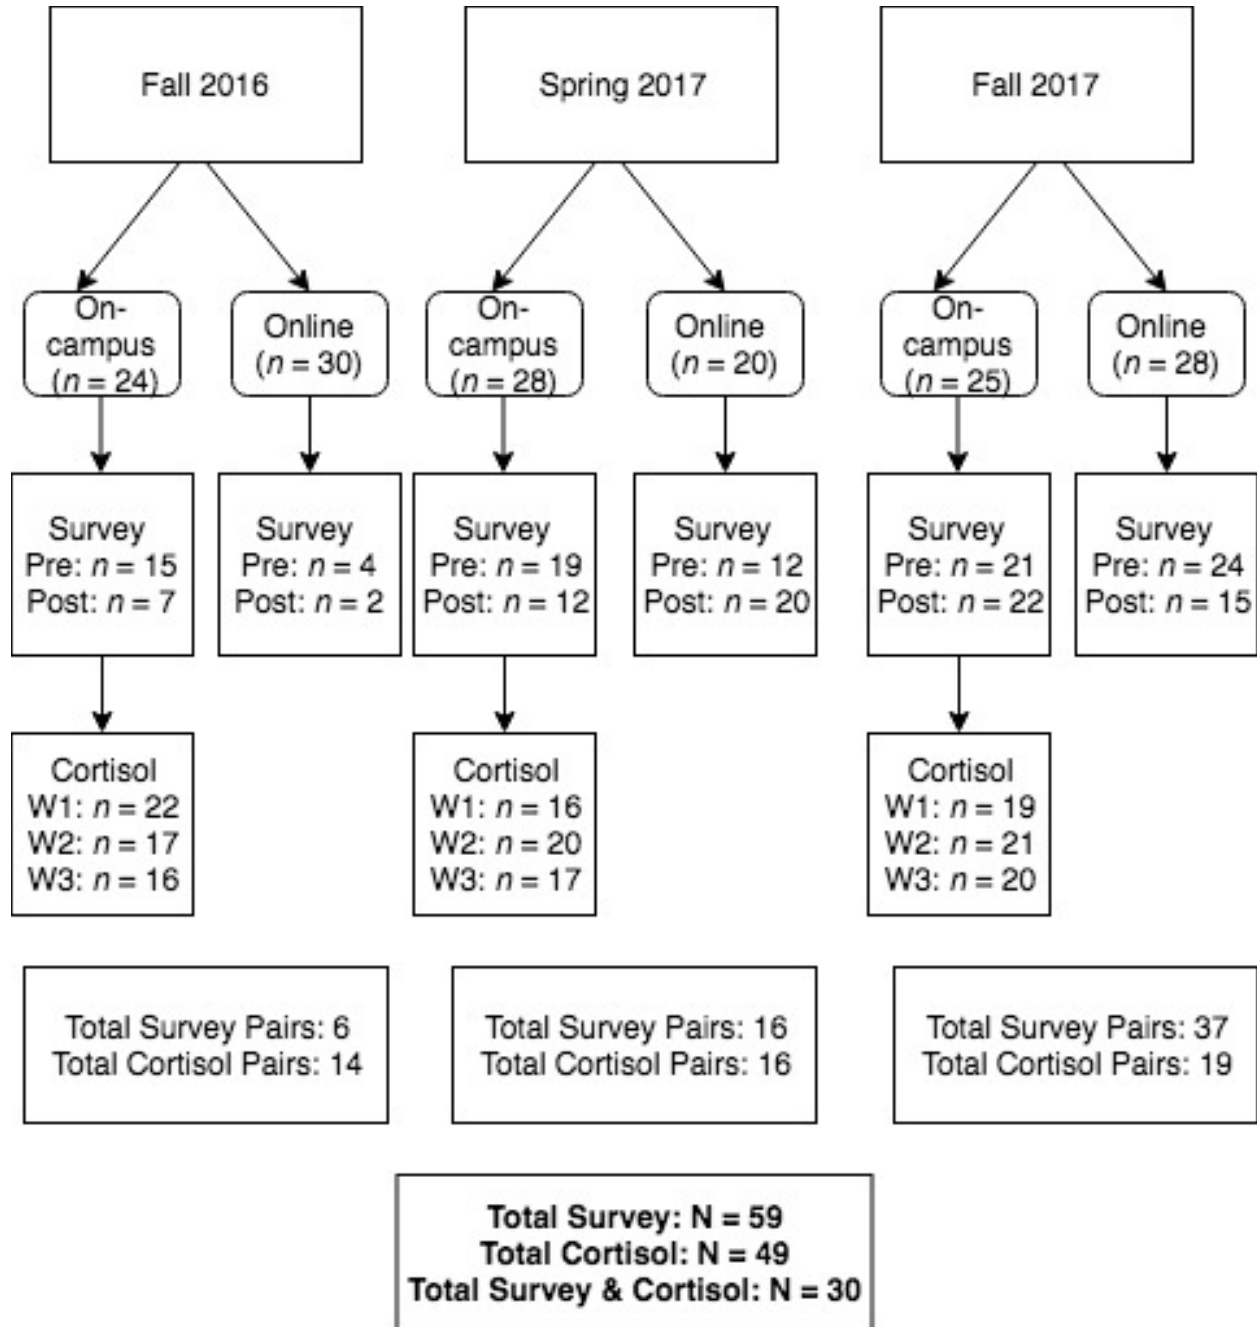 Fall 2016
Spring 2017
Fall 2017
On-
campus
(n = 24)
Online
(n = 30)
On-
campus
(n = 28)
Online
(n = 20)
On-
campus
(n = 25)
Online
(n = 28)
Survey
Pre: n = 15
Post: n = 7
Survey
Pre: n = 4
Post: n = 2
Survey
Pre: n = 19
Post: n = 12
Survey
Pre: n = 12
Post: n = 20
Survey
Pre: n = 21
Post: n = 22
Survey
Pre: n = 24
Post: n = 15
Cortisol
W1: n = 22
W2: n = 17
W3: n = 16
Cortisol
W1: n = 16
W2: n = 20
W3: n = 17
Cortisol
W1: n = 19
W2: n = 21
W3: n = 20
Total Survey Pairs: 6
Total Cortisol Pairs: 14
Total Survey Pairs: 16
Total Cortisol Pairs: 16
Total Survey Pairs: 37
Total Cortisol Pairs: 19
Total Survey: N = 59
Total Cortisol: N = 49
Total Survey & Cortisol: N = 30